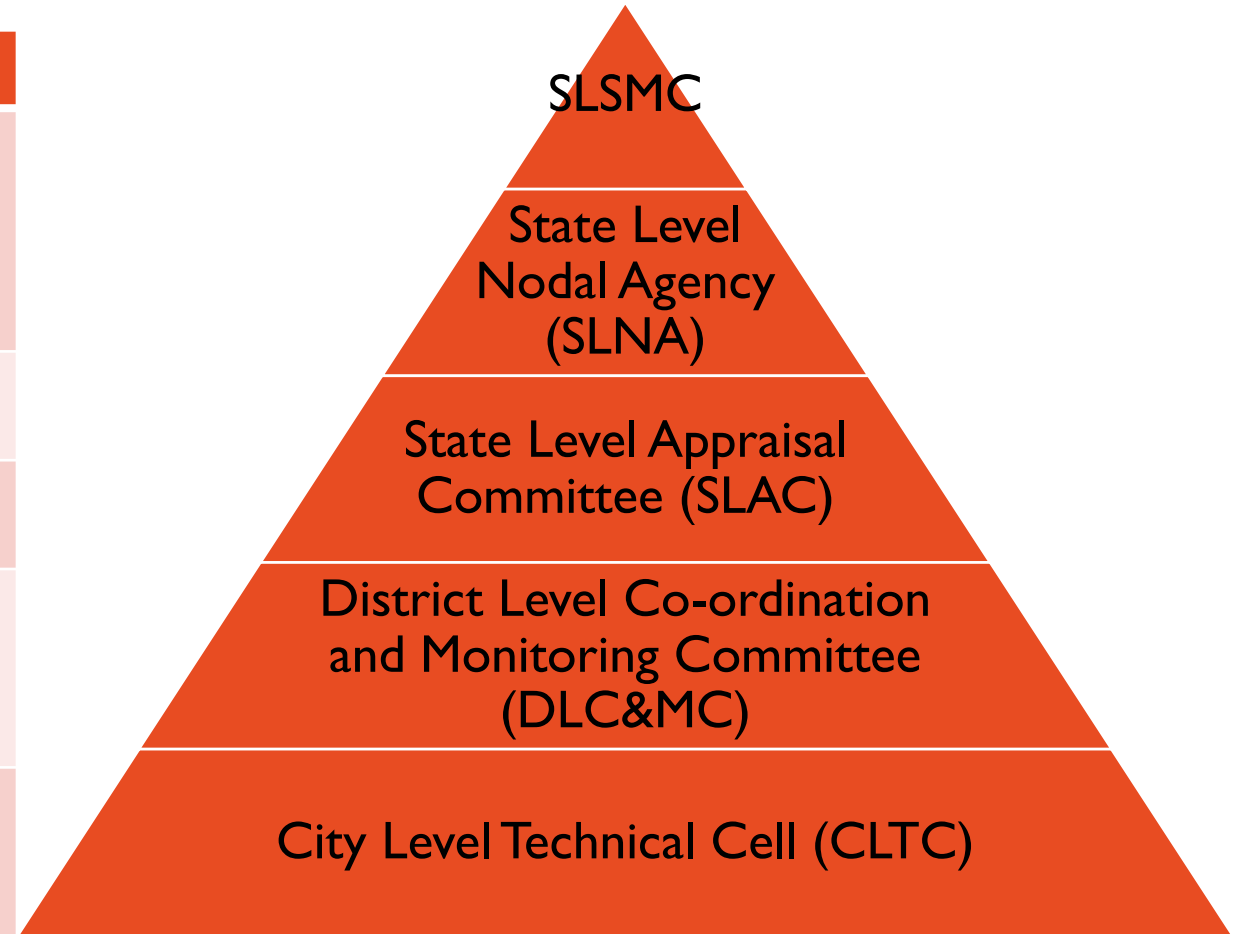 SLSMC
State Level
Nodal Agency
(SLNA)
State Level Appraisal
Committee (SLAC)
District Level Co-ordination
and Monitoring Committee
(DLC&MC)
City Level Technical Cell (CLTC)